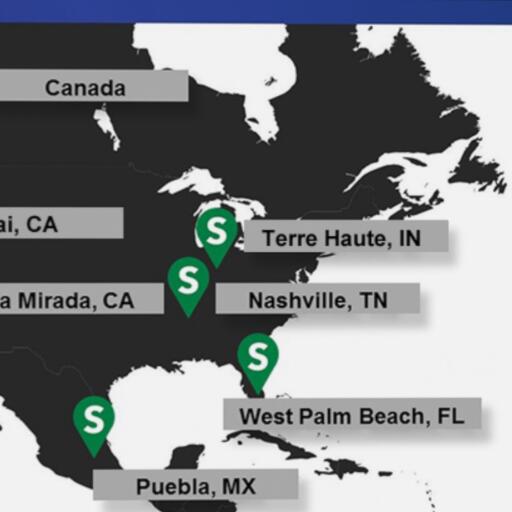 Canada
ai, CA
S
Terre Haute, IN
S
a Mirada, CA
Nashville, TN
S
West Palm Beach, FL
S
Puebla, MX